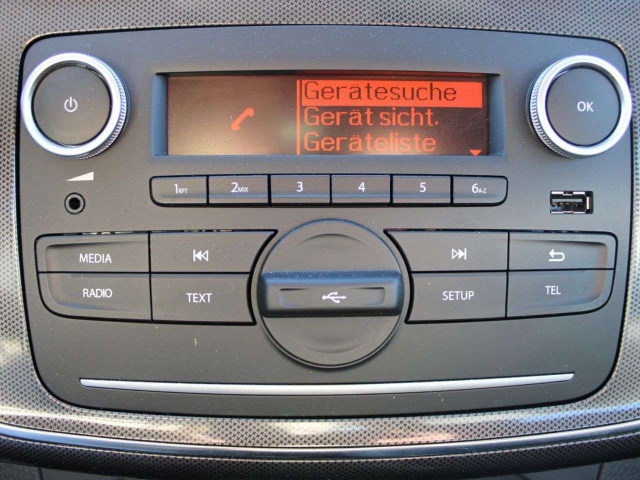 Gerätesuche
Gerät sicht.
Geräteliste
OK
1RPT 2MIX 3 4 5 6A-Z
MEDIA
RADIO TEXT SETUP TEL